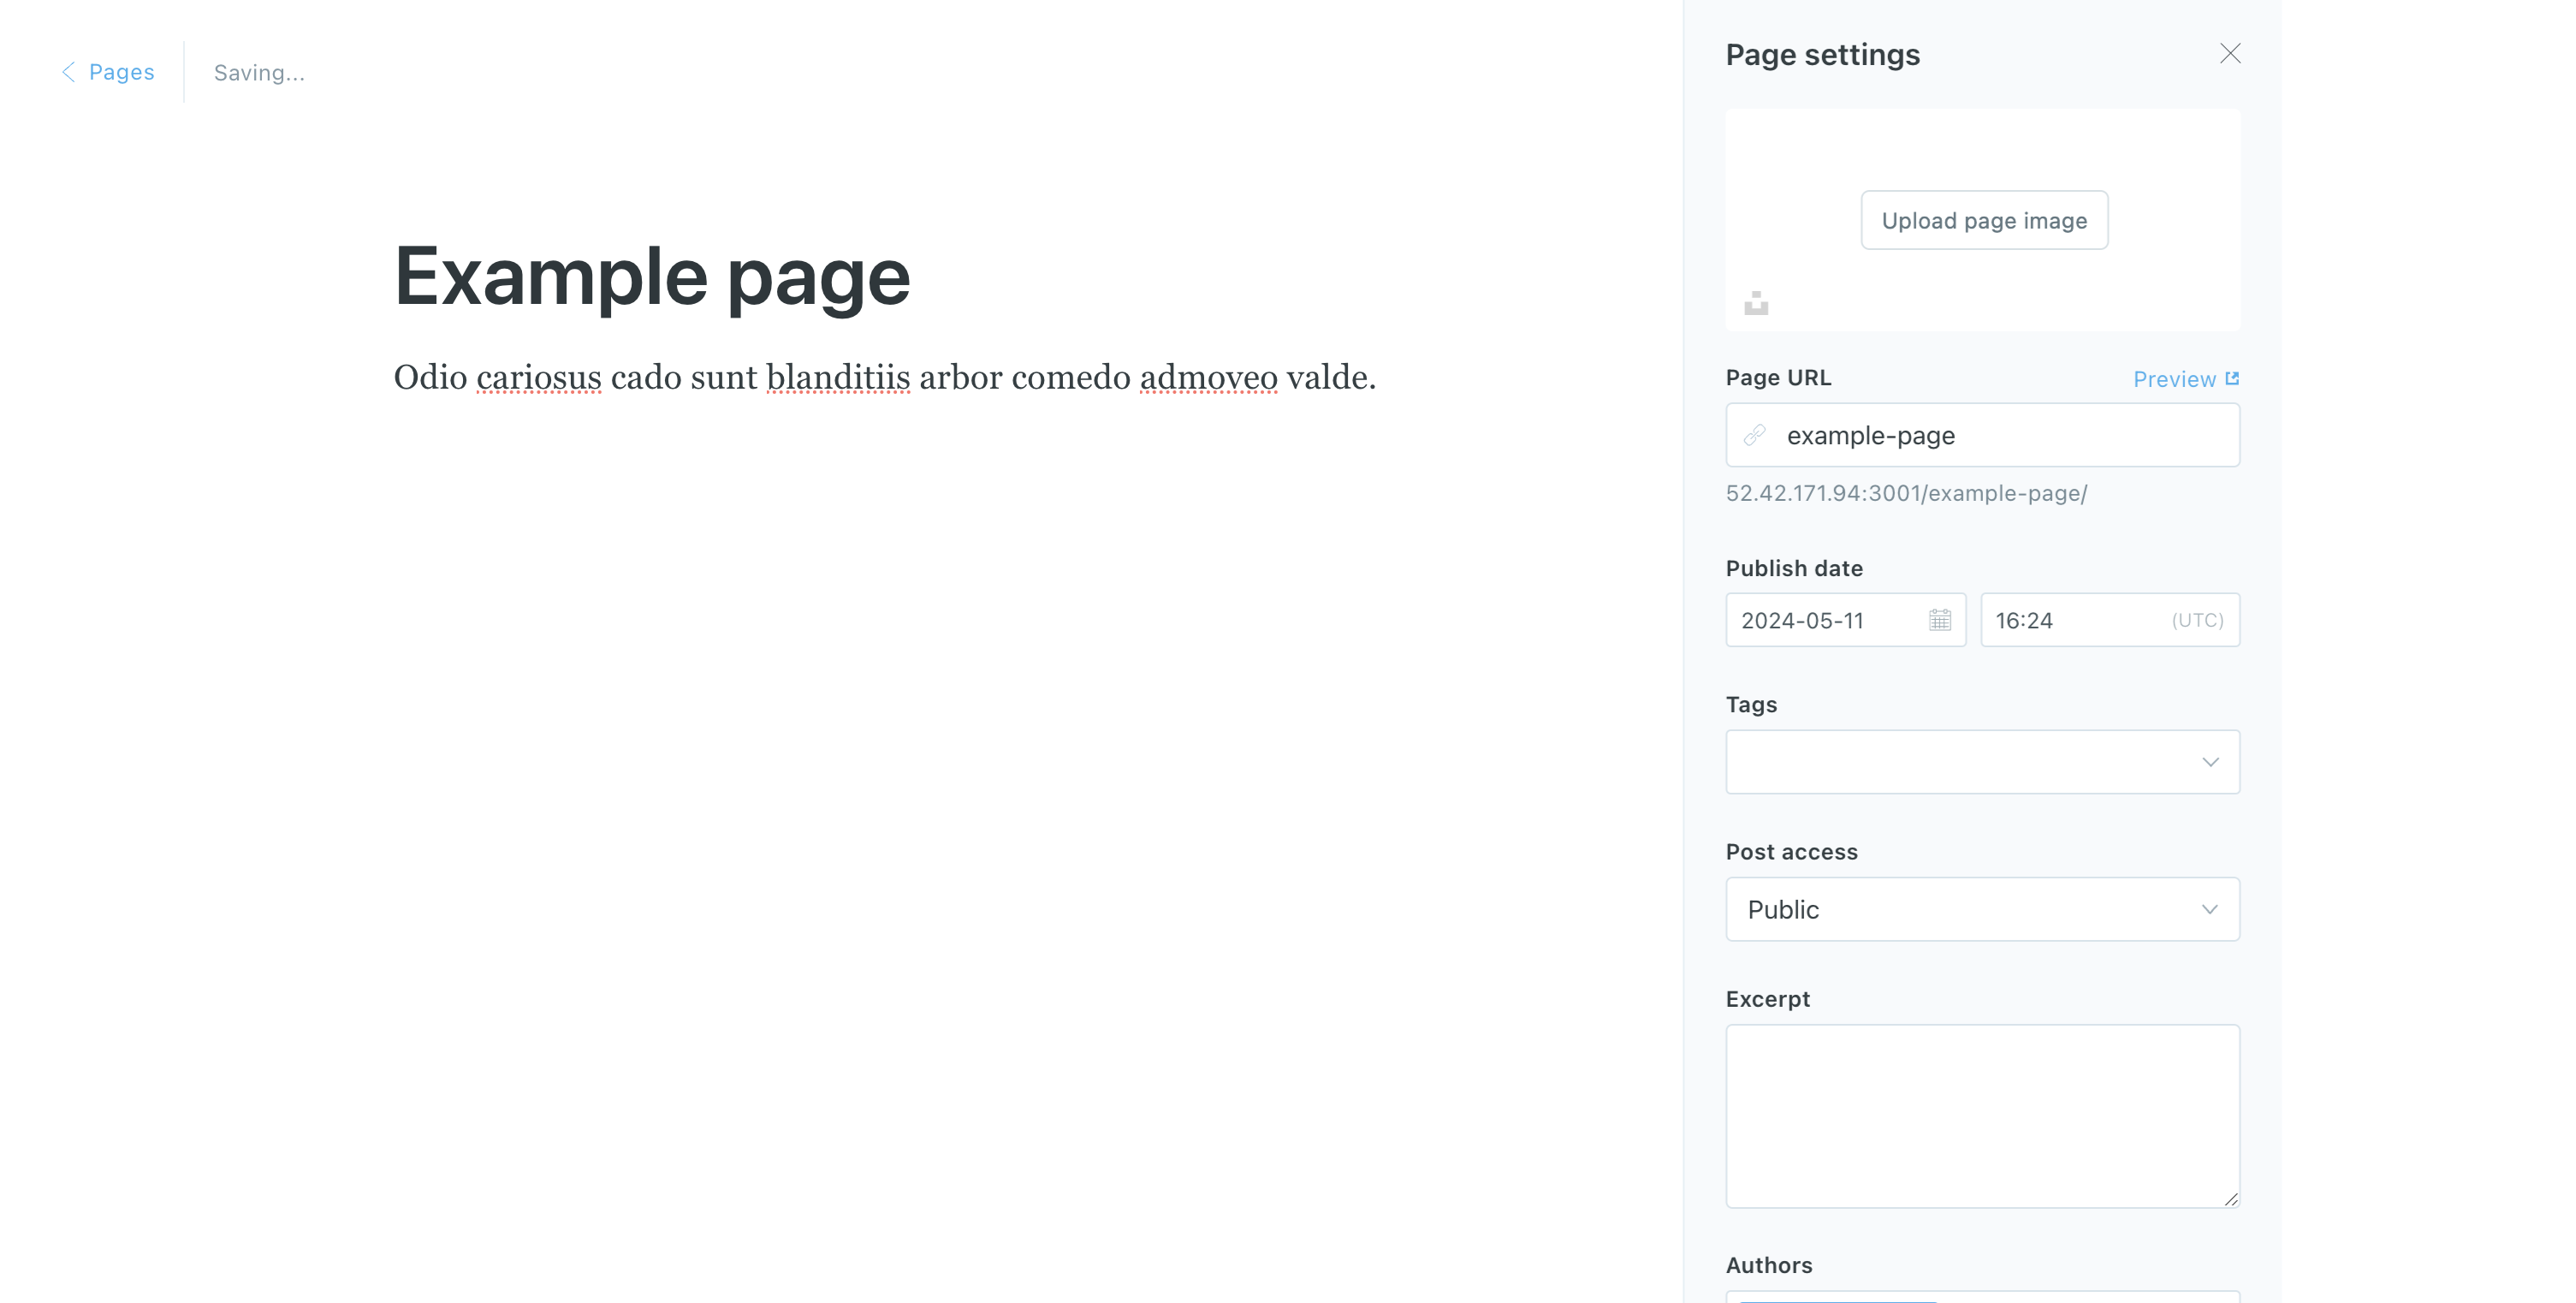 Pages
Saving...
Example page
Odio cariosus cado sunt blanditiis arbor comedo admoveo valde.
Page settings
Upload page image
Page URL
Preview
example-page
52.42.171.94:3001/example-page/
Publish date
2024-05-11
16:24
(UTC)
Tags
Post access
Public
Excerpt
Authors